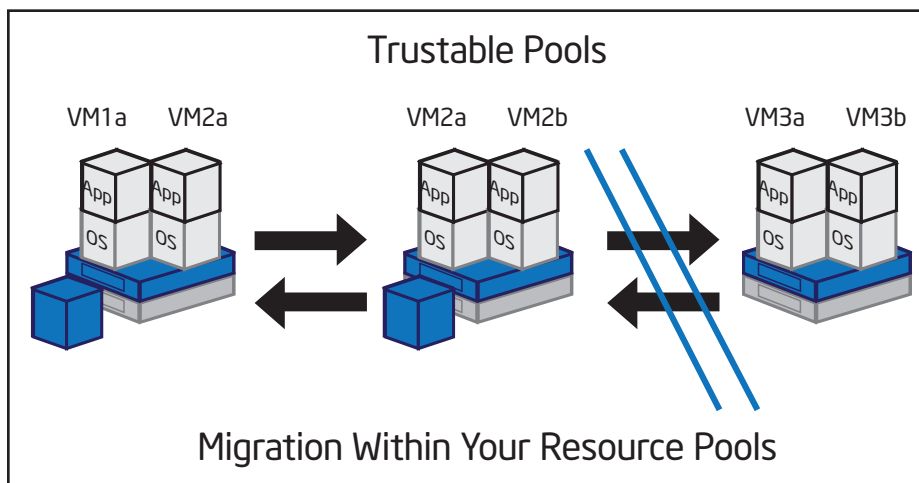 Trustable Pools
VM1a VM2a VM2a VM2b VM3a VM3b
App App App App App App
OS OS OS OS OS OS
Migration Within Your Resource Pools